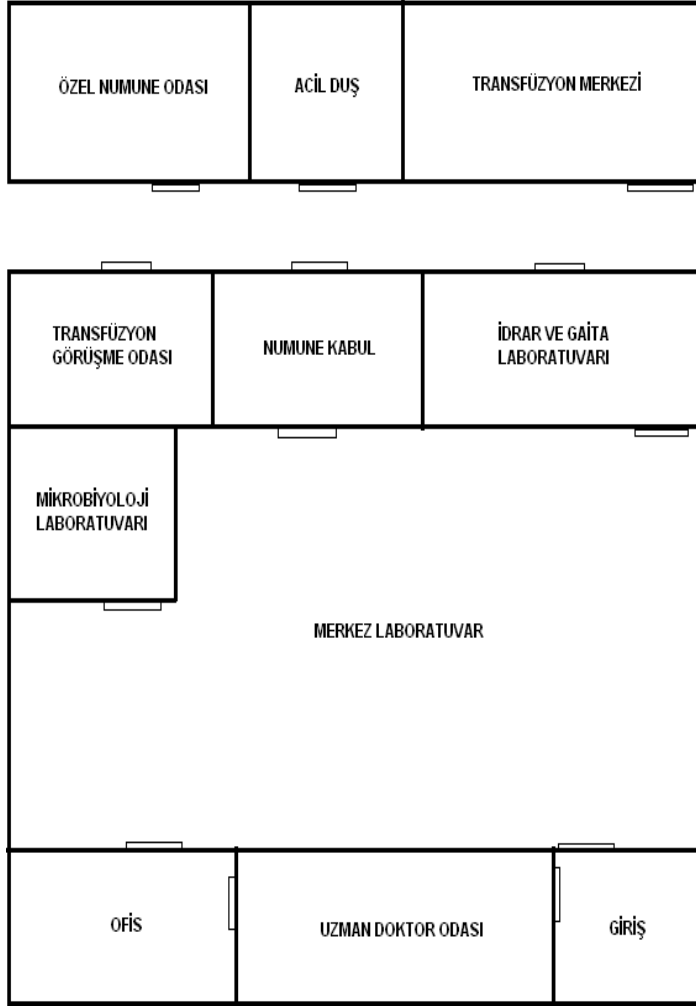 ÖZEL NUMUNE ODASI
ACİL DUŞ
TRANSFÜZYON MERKEZİ
TRANSFÜZYON
GÖRÜŞME ODASI
NUMUNE KABUL
İDRAR VE GAİTA
LABORATUVARI
MİKROBİYOLOJİ
LABORATUVARI
MERKEZ LABORATUVAR
OFİS
UZMAN DOKTOR ODASI
GİRİŞ